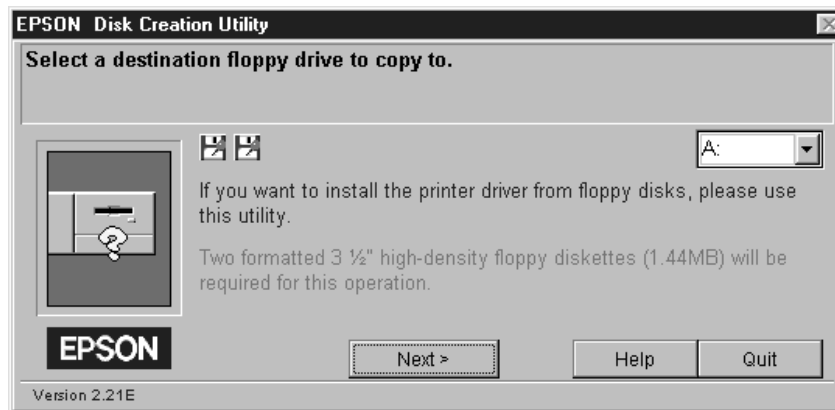 EPSON Disk Creation Utility
Select a destination floppy drive to copy to.
A:
If you want to install the printer driver from floppy disks, please use
this utility.
Two formatted 3 ½" high-density floppy diskettes (1.44MB) will be
required for this operation.
EPSON
Next >
Help
Quit
Version 2.21E